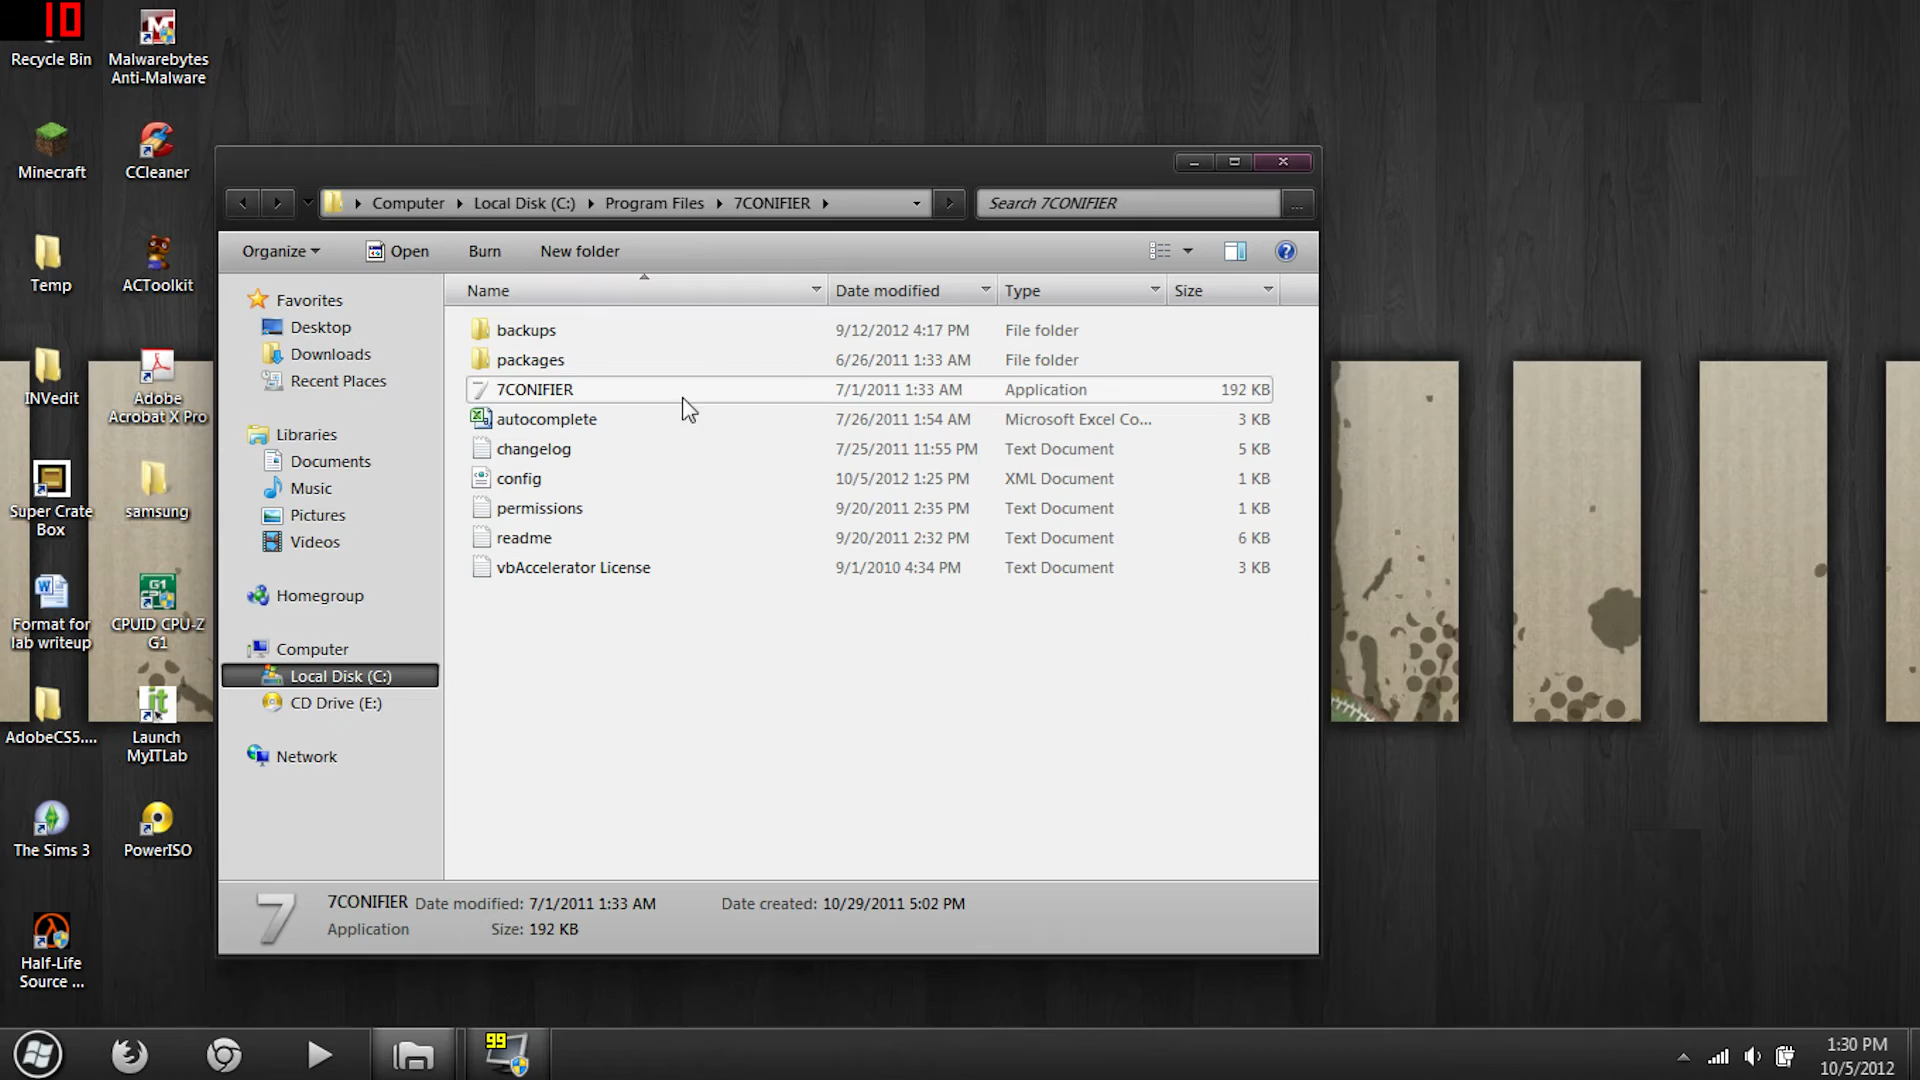 10
Recycle Bin
Malwarebytes
Anti-Malware
Minecraft
CCleaner
Temp
ACToolkit
INVedit
Adobe
Acrobat X Pro
Super Crate
Box
samsung
Format for
lab writeup
G1
CPUID CPU-Z
G1
AdobeCS5....
it
Launch
MyITLab
The Sims 3
PowerISO
Half-Life
Source ...
Computer
Local Disk (C:)
Program Files
7CONIFIER
Search 7CONIFIER
...
Organize
Open
Burn
New folder
Name
Date modified
Type
Size
backups 9/12/2012 4:17 PM File folder
packages 6/26/2011 1:33 AM File folder
7CONIFIER 7/1/2011 1:33 AM Application 192 KB
autocomplete 7/26/2011 1:54 AM Microsoft Excel Co... 3 KB
changelog 7/25/2011 11:55 PM Text Document 5 KB
config 10/5/2012 1:25 PM XML Document 1 KB
permissions 9/20/2011 2:35 PM Text Document 1 KB
readme 9/20/2011 2:32 PM Text Document 6 KB
vbAccelerator License 9/1/2010 4:34 PM Text Document 3 KB
Favorites
Desktop
Downloads
Recent Places
Libraries
Documents
Music
Pictures
Videos
Homegroup
Computer
Local Disk (C:)
CD Drive (E:)
Network
7
7CONIFIER Date modified: 7/1/2011 1:33 AM Date created: 10/29/2011 5:02 PM
Application Size: 192 KB
99
1:30 PM
10/5/2012